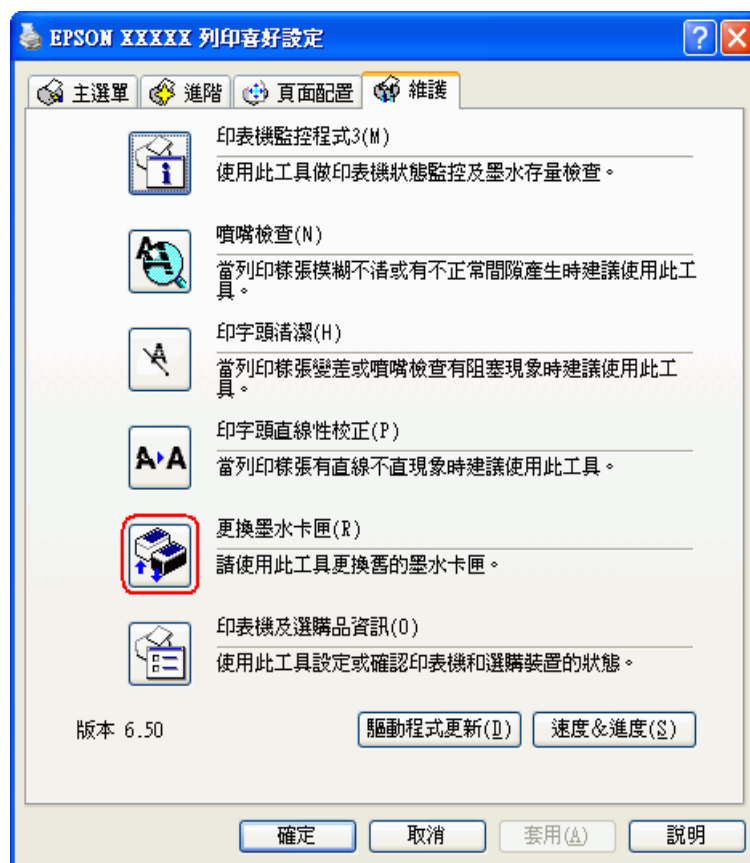 EPSON XXXXX 列印喜好設定
主選單 進階 頁面配置 維護
印表機監控程式3(M)
使用此工具做印表機狀態監控及墨水存量檢查。
噴嘴檢查(N)
當列印樣張模糊不清或有不正常間隙產生時建議使用此工
具。
印字頭清潔(H)
當列印樣張變差或噴嘴檢查有阻塞現象時建議使用此工
具。
印字頭直線性校正(P)
當列印樣張有直線不直現象時建議使用此工具。
更換墨水卡匣(R)
請使用此工具更換舊的墨水卡匣。
印表機及選購品資訊(O)
使用此工具設定或確認印表機和選購裝置的狀態。
版本 6.50 驅動程式更新(D) 速度&進度(S)
確定 取消 套用(A) 說明